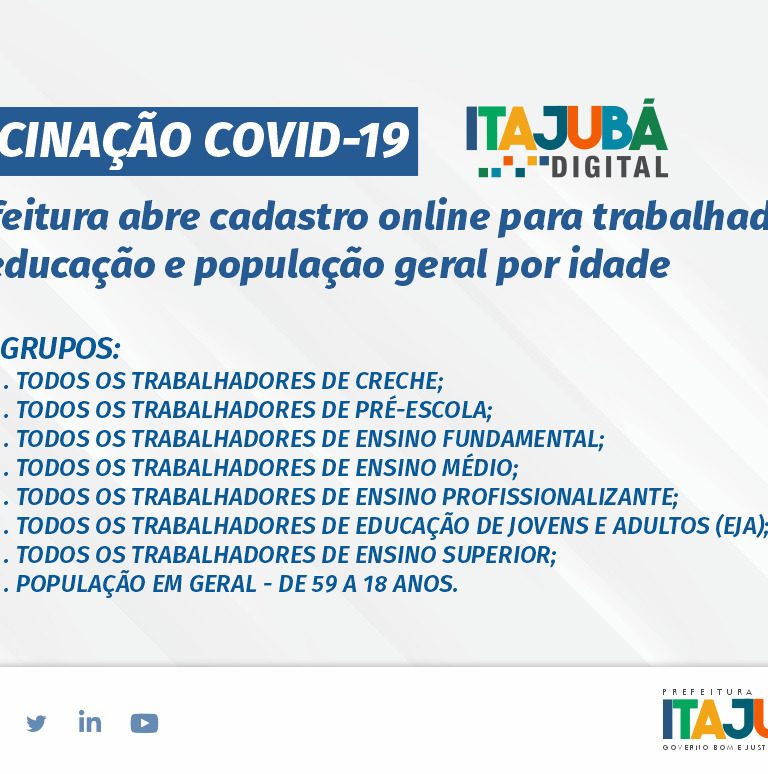 CINAÇÃO COVID-19
ITAJUBÁ
DIGITAL
feitura abre cadastro online para trabalhad
educação e população geral por idade
GRUPOS:
. TODOS OS TRABALHADORES DE CRECHE;
. TODOS OS TRABALHADORES DE PRÉ-ESCOLA;
. TODOS OS TRABALHADORES DE ENSINO FUNDAMENTAL;
. TODOS OS TRABALHADORES DE ENSINO MÉDIO;
. TODOS OS TRABALHADORES DE ENSINO PROFISSIONALIZANTE;
. TODOS OS TRABALHADORES DE EDUCAÇÃO DE JOVENS E ADULTOS (EJA);
. TODOS OS TRABALHADORES DE ENSINO SUPERIOR;
. POPULAÇÃO EM GERAL - DE 59 A 18 ANOS.
in
PREFEITURA
ITAJU
GOVERNO BOM E JUST